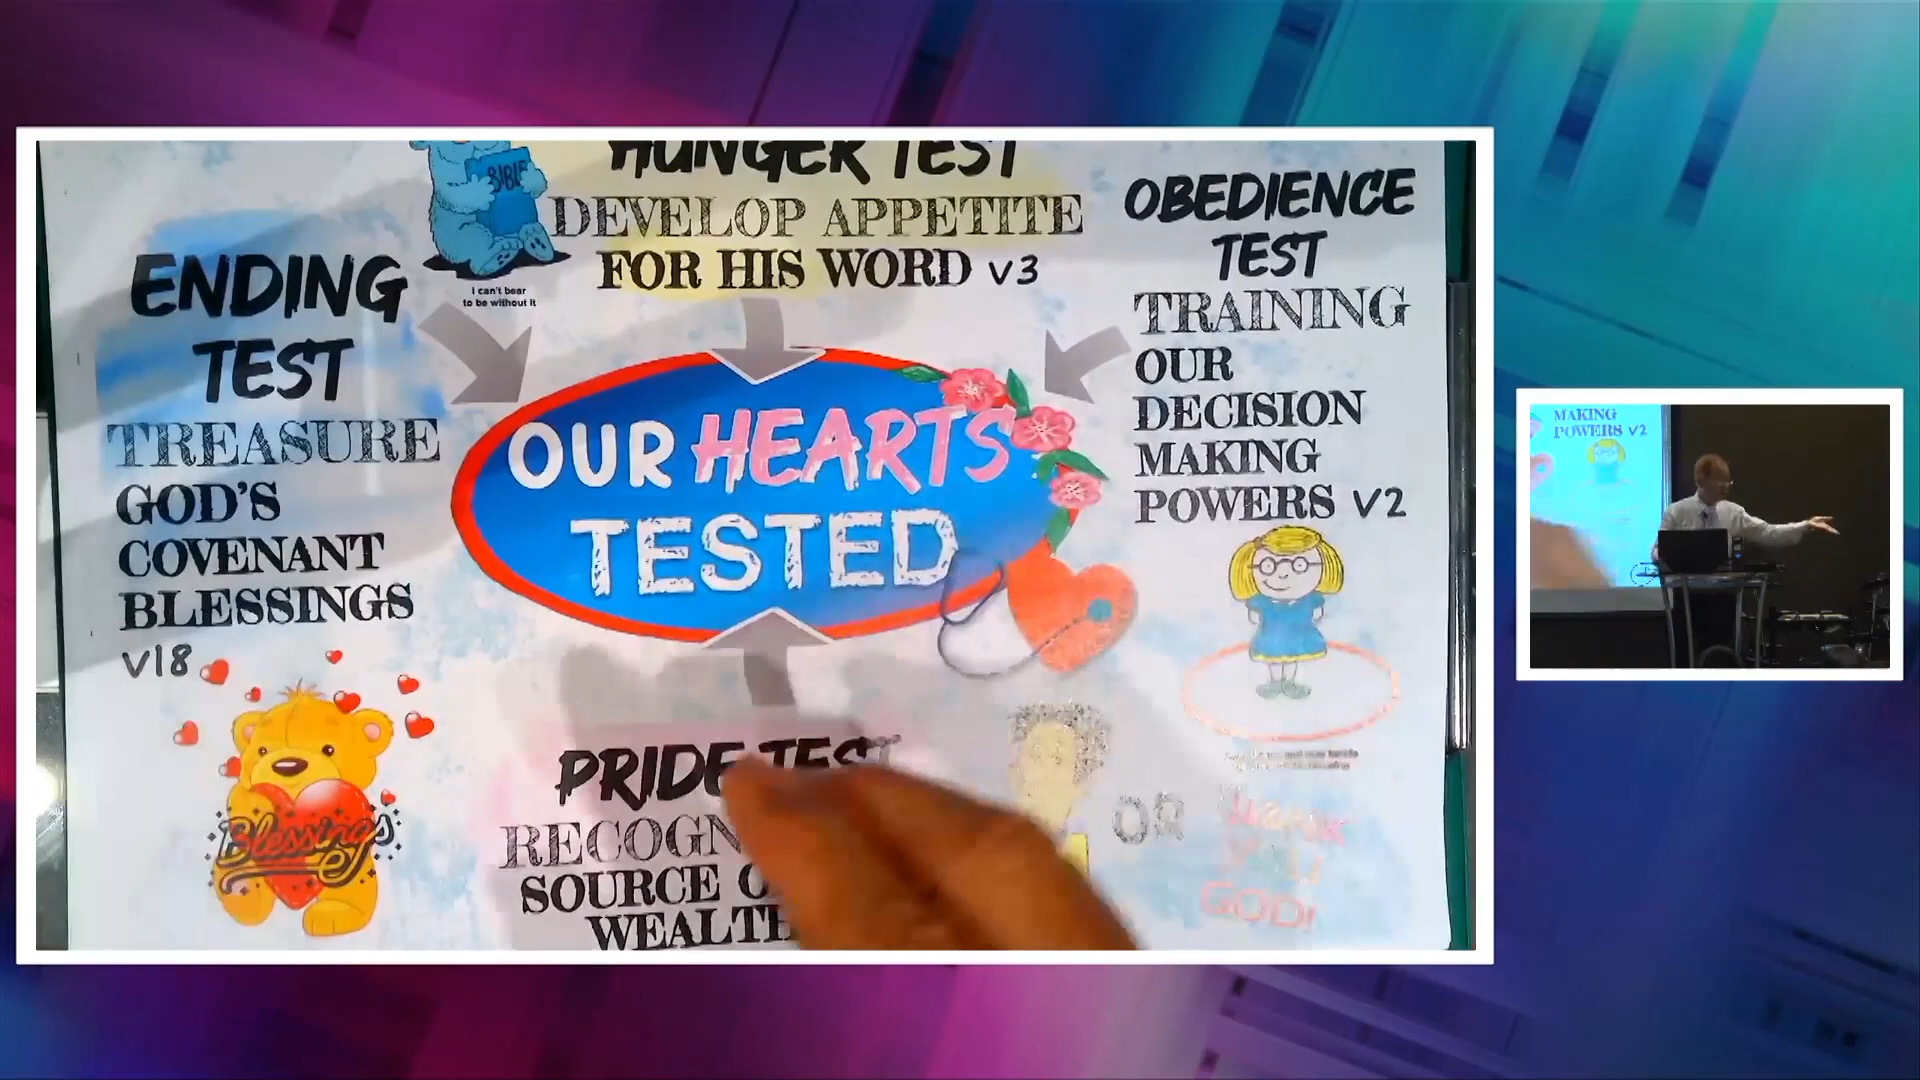 HUNGER TEST
DEVELOP APPETITE
FOR HIS WORD V3
BIBLE
I can't bear
to be without it
OBEDIENCE
TEST
TRAINING
OUR
DECISION
MAKING
POWERS V2
ENDING
TEST
TREASURE
GOD'S
COVENANT
BLESSINGS
V18
OUR HEARTS
TESTED
Blessings
PRIDE TEST
RECOGN
SOURCE O
WEALTH
OR
GOD!
MAKING
POWERS V2